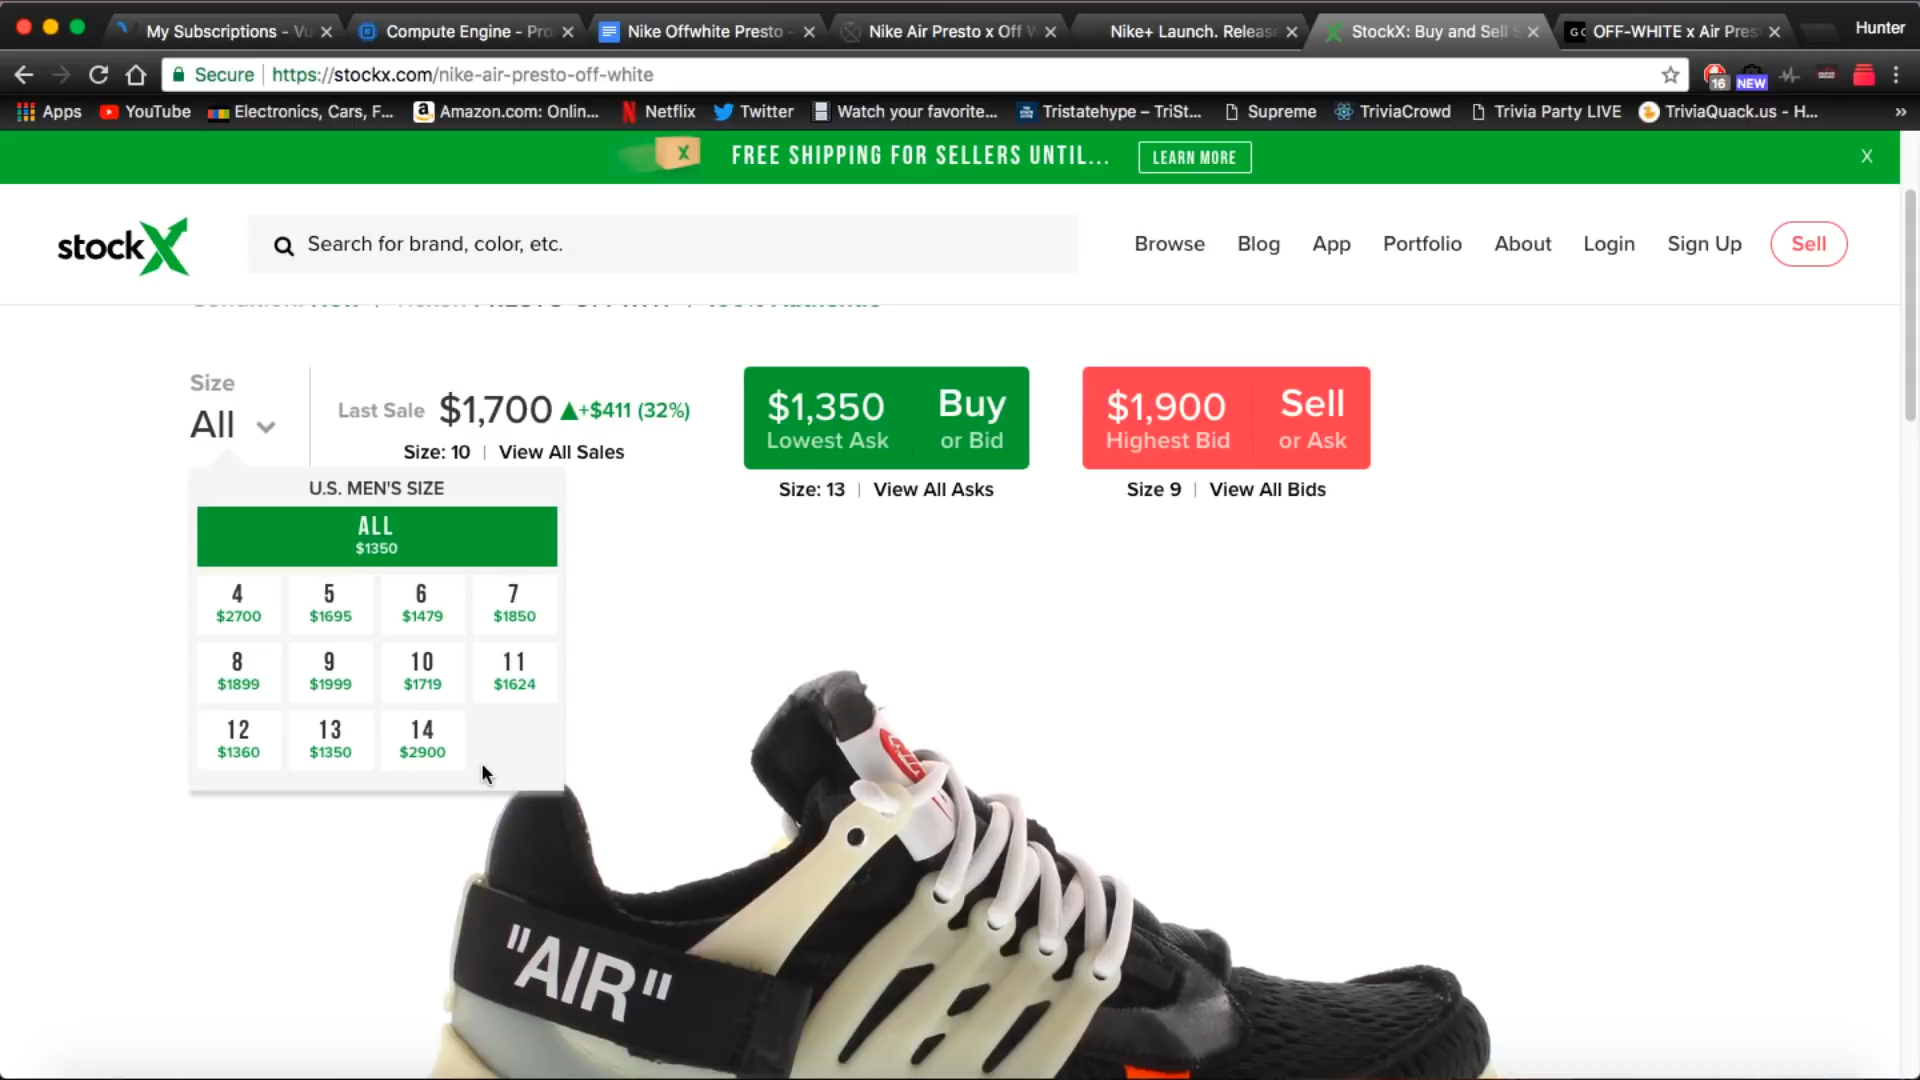 My Subscriptions - Vu
Compute Engine - Pro
Nike Offwhite Presto -
Nike Air Presto x Off W
Nike+ Launch. Release
StockX: Buy and Sell S
GC
OFF-WHITE x Air Pres
Hunter
Secure
https://stockx.com/nike-air-presto-off-white
16
NEW
Apps
YouTube
Electronics, Cars, F...
Amazon.com: Onlin...
Netflix
Twitter
Watch your favorite...
Tristatehype – TriSt...
Supreme
TriviaCrowd
Trivia Party LIVE
TriviaQuack.us - H...
»
X
FREE SHIPPING FOR SELLERS UNTIL...
LEARN MORE
X
stockX
Search for brand, color, etc.
Browse
Blog
App
Portfolio
About
Login
Sign Up
Sell
Size
All
Last Sale $1,700 ▲+$411 (32%)
Size: 10 | View All Sales
$1,350 Buy
Lowest Ask or Bid
Size: 13 | View All Asks
$1,900 Sell
Highest Bid or Ask
Size 9 | View All Bids
U.S. MEN'S SIZE
ALL
$1350
4 5 6 7
$2700 $1695 $1479 $1850
8 9 10 11
$1899 $1999 $1719 $1624
12 13 14
$1360 $1350 $2900
"AIR"